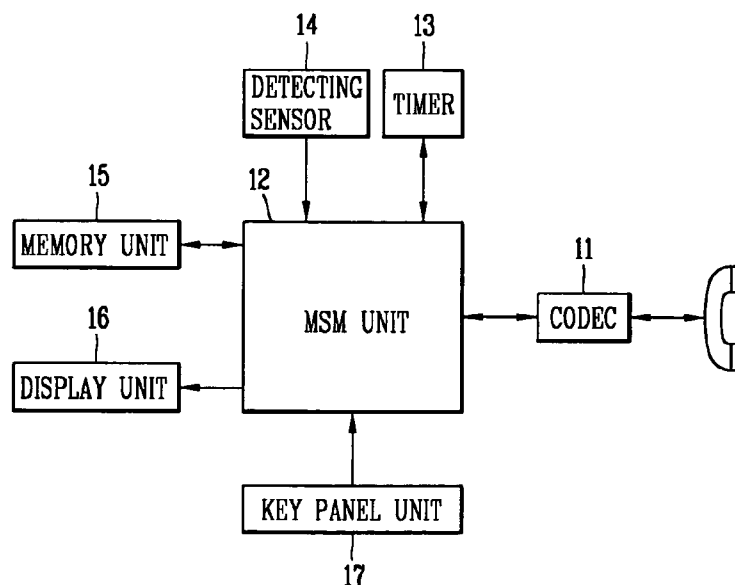 14
13
DETECTING
SENSOR
TIMER
12
15
MEMORY UNIT
11
MSM UNIT
CODEC
16
DISPLAY UNIT
KEY PANEL UNIT
17